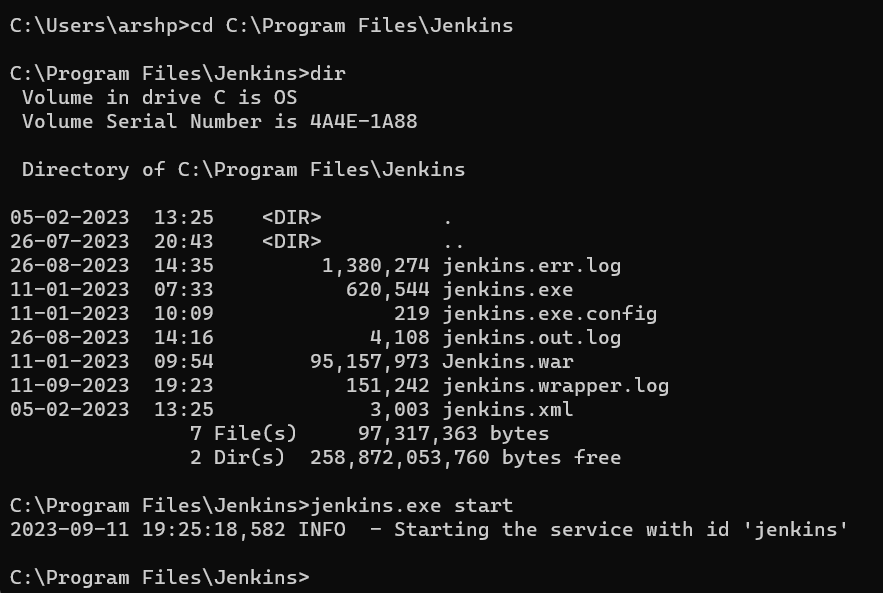 C:\Users\arshp>cd C:\Program Files\Jenkins
C:\Program Files\Jenkins>dir
 Volume in drive C is OS
 Volume Serial Number is 4A4E-1A88
 Directory of C:\Program Files\Jenkins
05-02-2023  13:25    <DIR>          .
26-07-2023  20:43    <DIR>          ..
26-08-2023  14:35         1,380,274 jenkins.err.log
11-01-2023  07:33           620,544 jenkins.exe
11-01-2023  10:09               219 jenkins.exe.config
26-08-2023  14:16             4,108 jenkins.out.log
11-01-2023  09:54        95,157,973 Jenkins.war
11-09-2023  19:23           151,242 jenkins.wrapper.log
05-02-2023  13:25             3,003 jenkins.xml
               7 File(s)     97,317,363 bytes
               2 Dir(s)  258,872,053,760 bytes free
C:\Program Files\Jenkins>jenkins.exe start
2023-09-11 19:25:18,582 INFO  - Starting the service with id 'jenkins'
C:\Program Files\Jenkins>